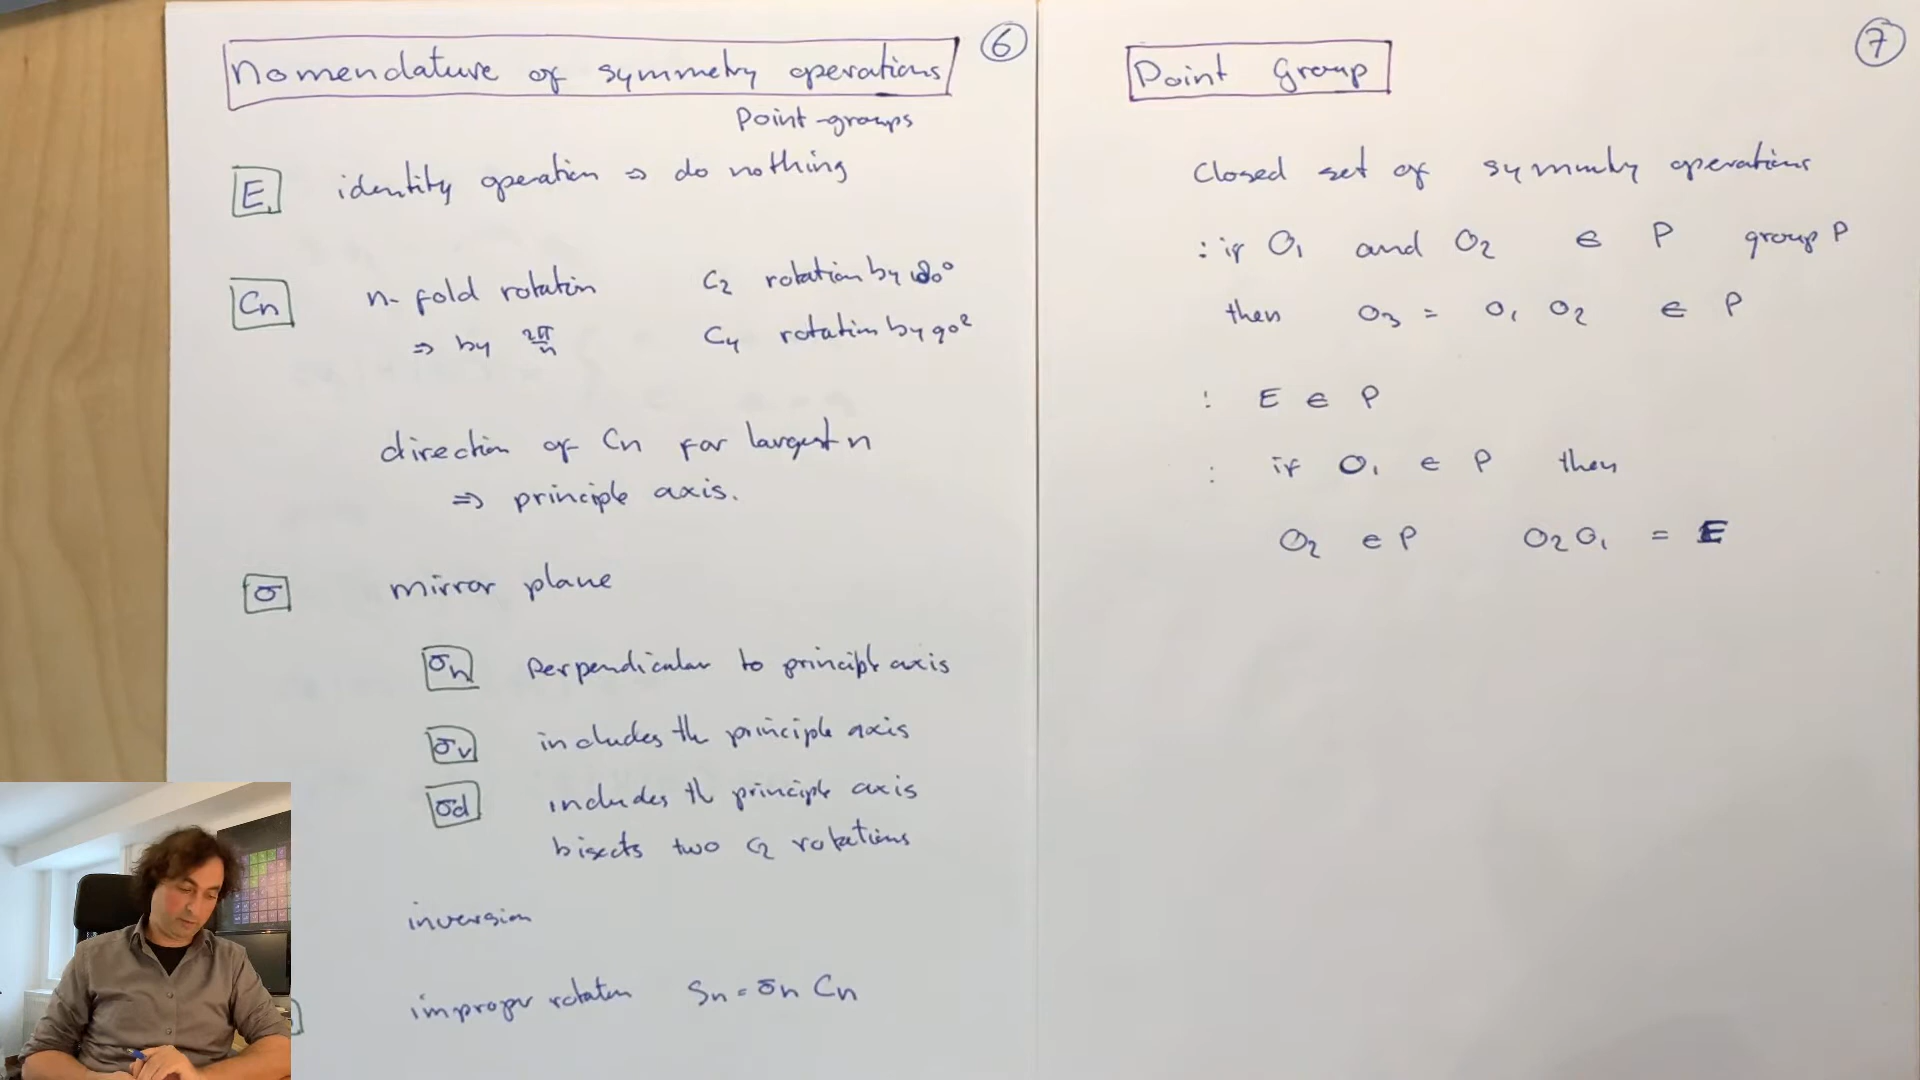 6
Nomenclature of symmetry operations
Point-groups
E identity operation ⇒ do nothing
Cn n-fold rotation C2 rotation by 180°
⇒ by 2π/n C4 rotation by 90°
direction of Cn for largest n
⇒ principle axis.
σ mirror plane
σh Perpendicular to principle axis
σv includes the principle axis
σd includes the principle axis
bisects two C2 rotations
inversion
improper rotation Sn = σh Cn
7
Point Group
Closed set of symmetry operations
: if O1 and O2 ∈ P group P
then O3 = O1 O2 ∈ P
: E ∈ P
: if O1 ∈ P then
O2 ∈ P O2O1 = E